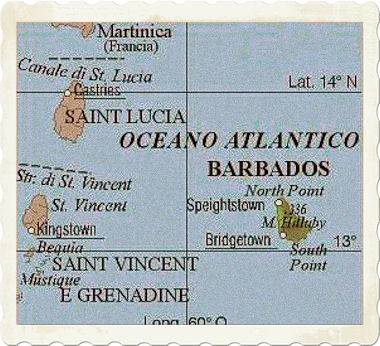 Martinica
(Francia)
Canale di St. Lucia
Castries
Lat. 14° N
SAINT LUCIA
OCEANO ATLANTICO
BARBADOS
Str. di St. Vincent
North Point
St. Vincent
Speightstown
336
M. Hillaby
Kingstown
Bridgetown
13°
Bequia
South
Point
SAINT VINCENT
Mustique
E GRENADINE
Long. 60° O